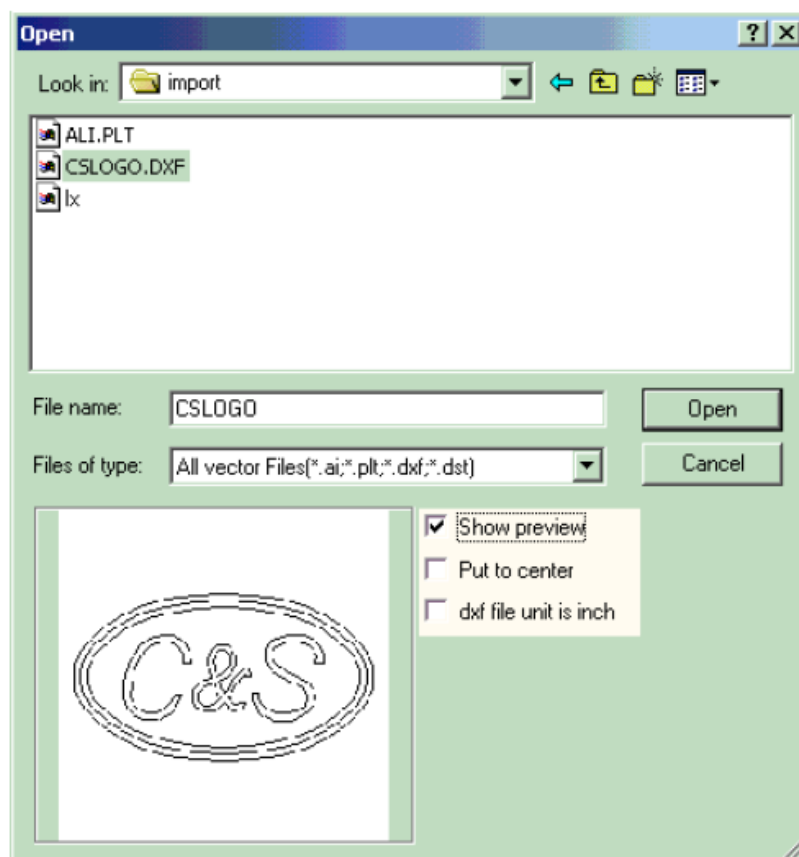 Open
Look in: import
ALI.PLT
CSLOGO.DXF
lx
File name: CSLOGO Open
Files of type: All vector Files(*.ai;*.plt;*.dxf;*.dst) Cancel
Show preview
Put to center
dxf file unit is inch
C&S